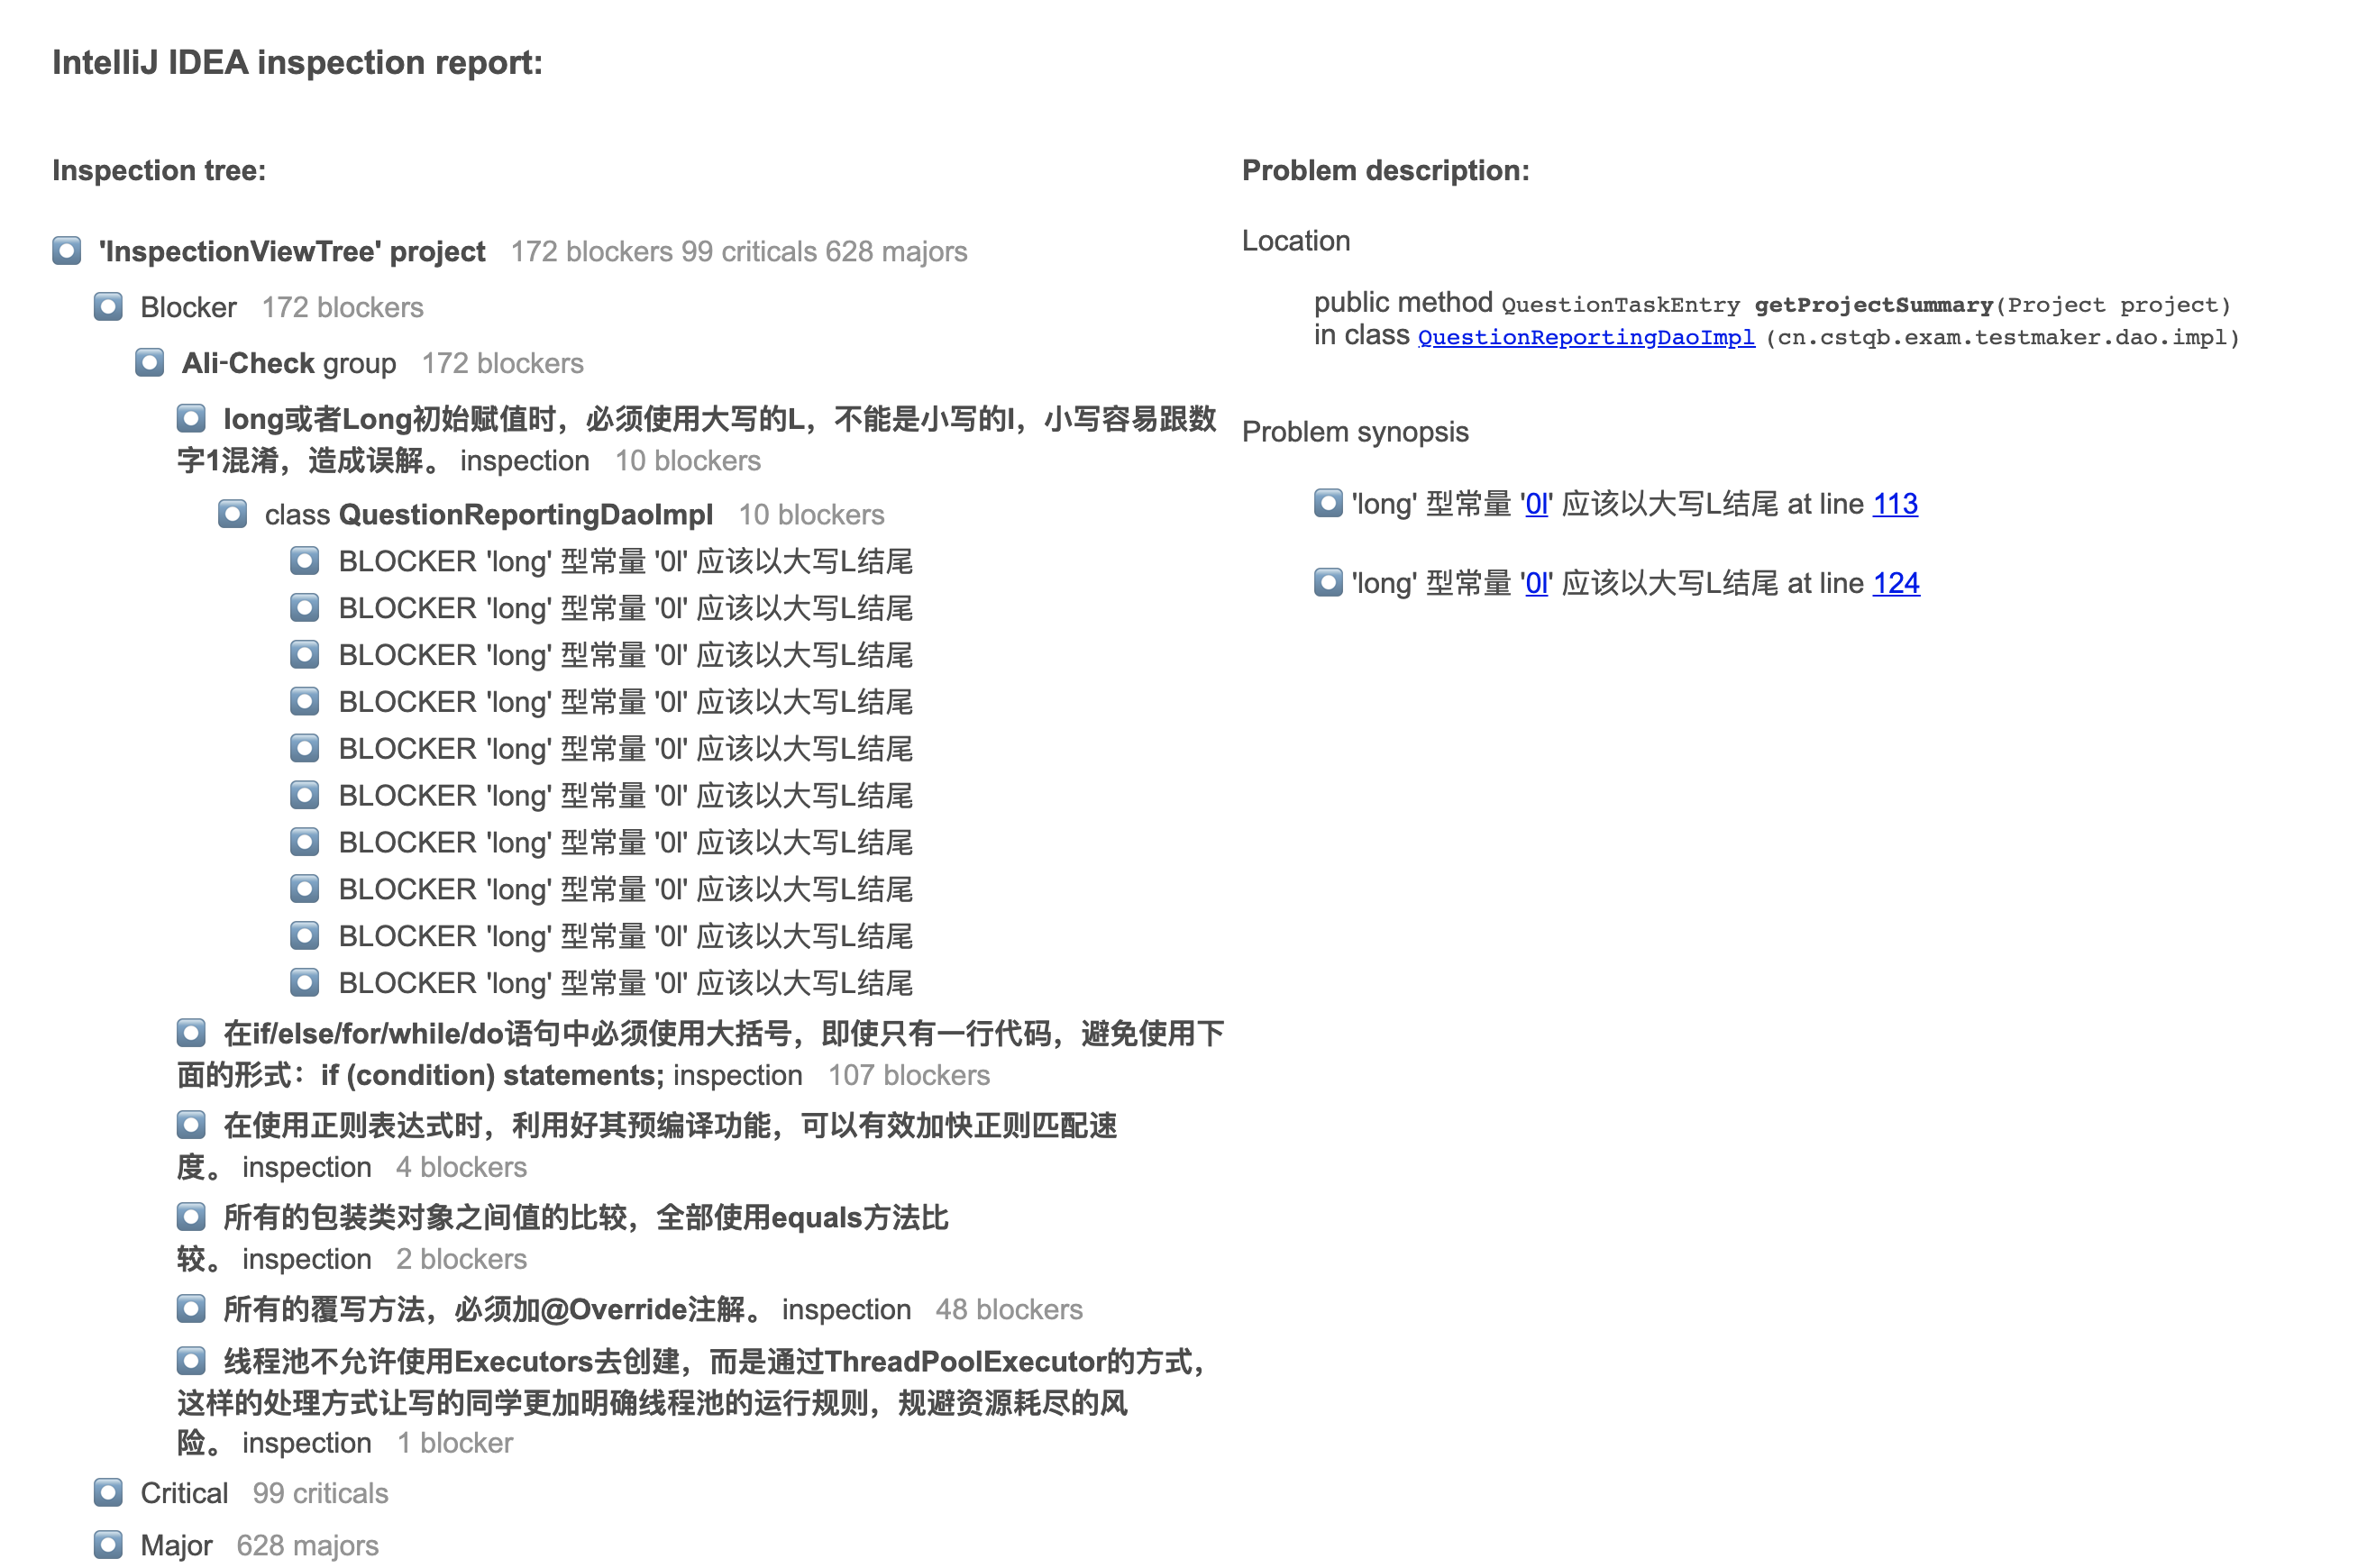 IntelliJ IDEA inspection report:
Inspection tree:
'InspectionViewTree' project 172 blockers 99 criticals 628 majors
Blocker 172 blockers
Ali-Check group 172 blockers
long或者Long初始赋值时，必须使用大写的L，不能是小写的l，小写容易跟数
字1混淆，造成误解。 inspection 10 blockers
class QuestionReportingDaoImpl 10 blockers
BLOCKER 'long' 型常量 '0l' 应该以大写L结尾
BLOCKER 'long' 型常量 '0l' 应该以大写L结尾
BLOCKER 'long' 型常量 '0l' 应该以大写L结尾
BLOCKER 'long' 型常量 '0l' 应该以大写L结尾
BLOCKER 'long' 型常量 '0l' 应该以大写L结尾
BLOCKER 'long' 型常量 '0l' 应该以大写L结尾
BLOCKER 'long' 型常量 '0l' 应该以大写L结尾
BLOCKER 'long' 型常量 '0l' 应该以大写L结尾
BLOCKER 'long' 型常量 '0l' 应该以大写L结尾
BLOCKER 'long' 型常量 '0l' 应该以大写L结尾
在if/else/for/while/do语句中必须使用大括号，即使只有一行代码，避免使用下
面的形式：if (condition) statements; inspection 107 blockers
在使用正则表达式时，利用好其预编译功能，可以有效加快正则匹配速
度。 inspection 4 blockers
所有的包装类对象之间值的比较，全部使用equals方法比
较。 inspection 2 blockers
所有的覆写方法，必须加@Override注解。 inspection 48 blockers
线程池不允许使用Executors去创建，而是通过ThreadPoolExecutor的方式，
这样的处理方式让写的同学更加明确线程池的运行规则，规避资源耗尽的风
险。 inspection 1 blocker
Critical 99 criticals
Major 628 majors
Problem description:
Location
public method QuestionTaskEntry getProjectSummary(Project project)
in class QuestionReportingDaoImpl (cn.cstqb.exam.testmaker.dao.impl)
Problem synopsis
'long' 型常量 '0l' 应该以大写L结尾 at line 113
'long' 型常量 '0l' 应该以大写L结尾 at line 124